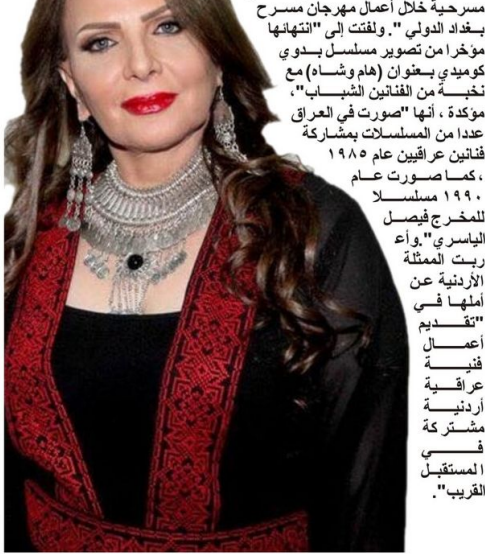 مسرحية خلال أعمال مهرجان مسرح
بغداد الدولي". ولفتت إلى "انتهائها
مؤخرا من تصوير مسلسل بدوي
كوميدي بعنوان (هام وشاه) مع
نخبة من الفنانين الشباب"،
مؤكدة ، أنها "صورت في العراق
عددا من المسلسلات بمشاركة
فنانين عراقيين عام ١٩٨٥
، كما صورت عام
١٩٩٠ مسلسلا
للمخرج فيصل
الياسري".وأع
ربت الممثلة
الأردنية عن
أملها في
"تقديم
أعمال
فنية
عراقية
أردنية
مشتركة
في
المستقبل
القريب".